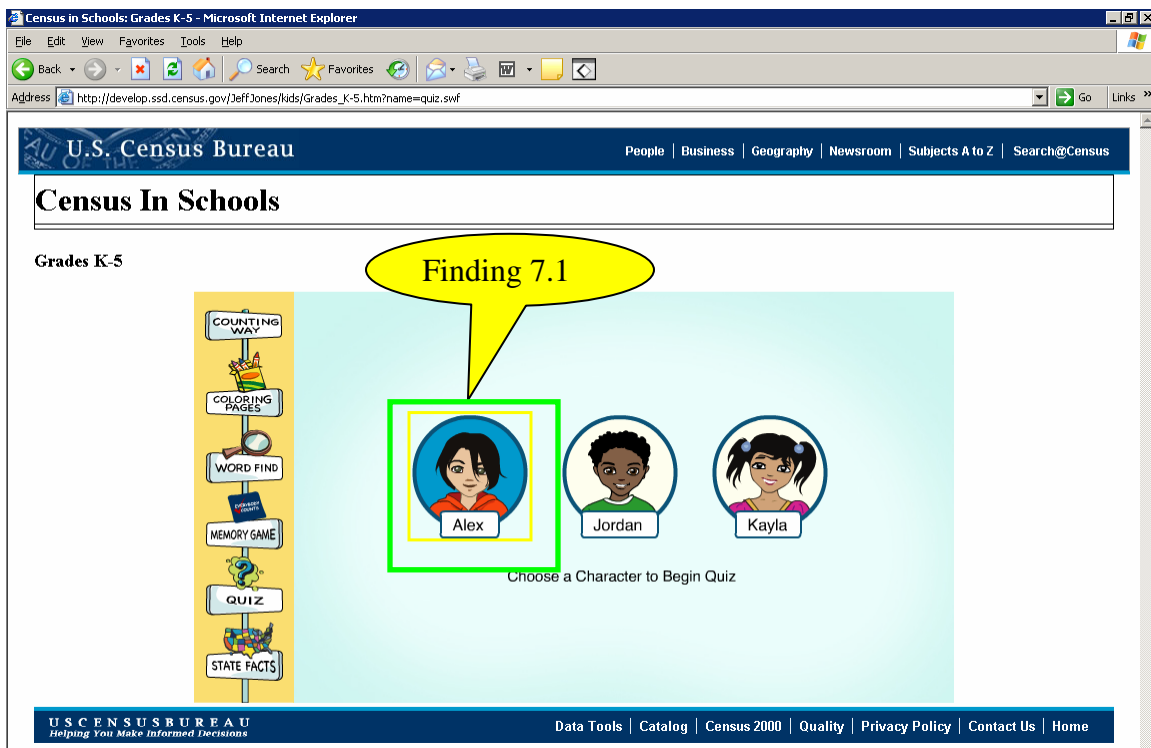 Census in Schools: Grades K-5 - Microsoft Internet Explorer
File Edit View Favorites Tools Help
Back Search Favorites
Address http://develop.ssd.census.gov/JeffJones/kids/Grades_K-5.htm?name=quiz.swf Go Links »
U.S. Census Bureau
People | Business | Geography | Newsroom | Subjects A to Z | Search@Census
Census In Schools
Grades K-5
Finding 7.1
COUNTING
WAY
COLORING
PAGES
WORD FIND
EVERYBODY
COUNTS
MEMORY GAME
QUIZ
STATE FACTS
Alex Jordan Kayla
Choose a Character to Begin Quiz
USCENSUSBUREAU
Helping You Make Informed Decisions
Data Tools | Catalog | Census 2000 | Quality | Privacy Policy | Contact Us | Home